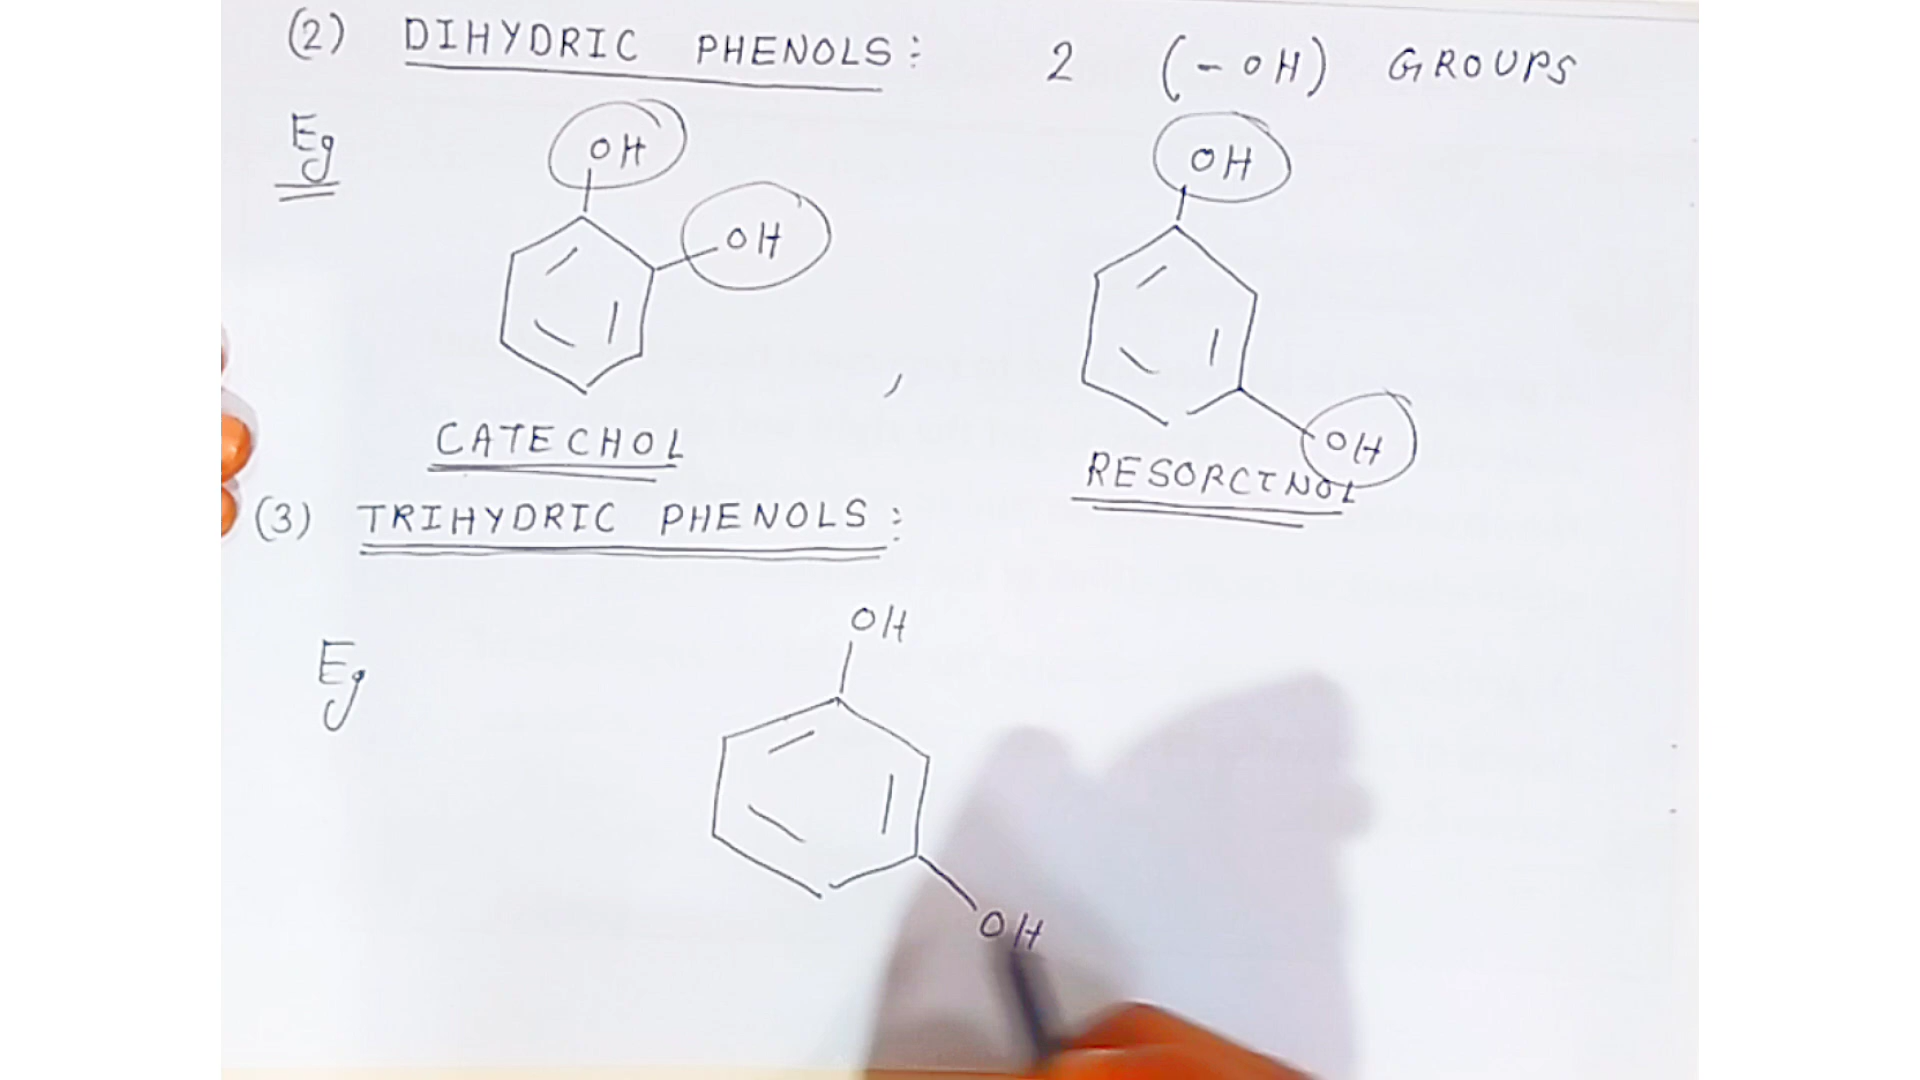 (2) DIHYDRIC PHENOLS: 2 (-OH) GROUPS
Eg
OH
OH
OH
OH
CATECHOL
,
RESORCINOL
(3) TRIHYDRIC PHENOLS:
Eg
OH
OH